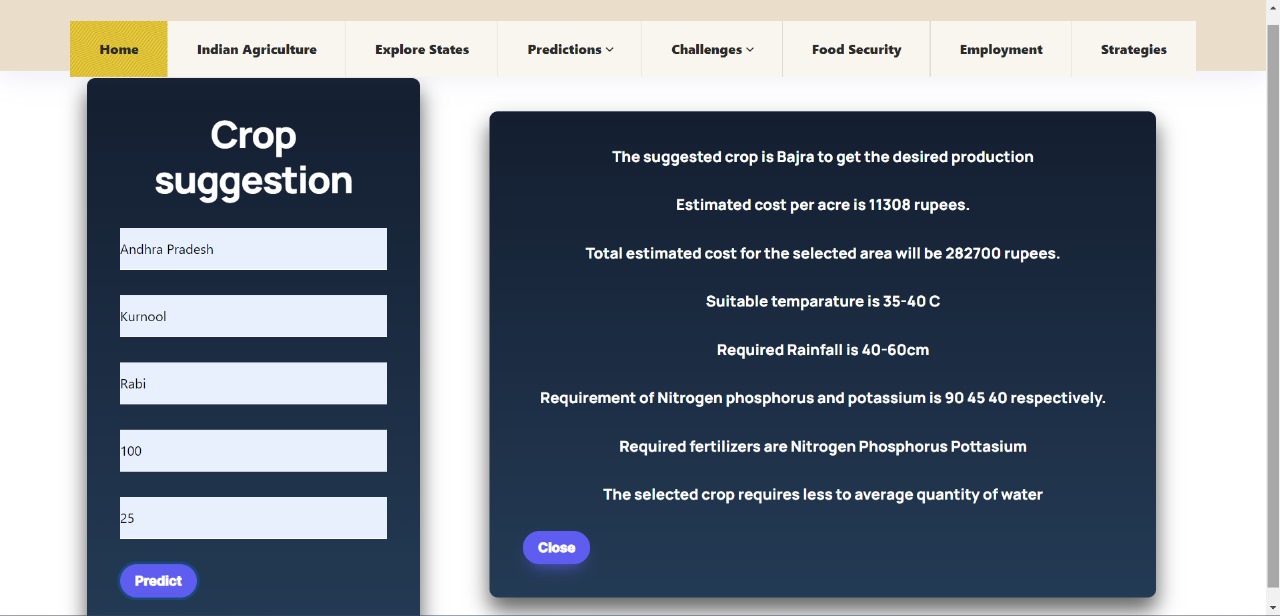 Home
Indian Agriculture
Explore States
Predictions
Challenges
Food Security
Employment
Strategies
Crop
suggestion
Andhra Pradesh
Kurnool
Rabi
100
25
Predict
The suggested crop is Bajra to get the desired production
Estimated cost per acre is 11308 rupees.
Total estimated cost for the selected area will be 282700 rupees.
Suitable temparature is 35-40 C
Required Rainfall is 40-60cm
Requirement of Nitrogen phosphorus and potassium is 90 45 40 respectively.
Required fertilizers are Nitrogen Phosphorus Pottasium
The selected crop requires less to average quantity of water
Close